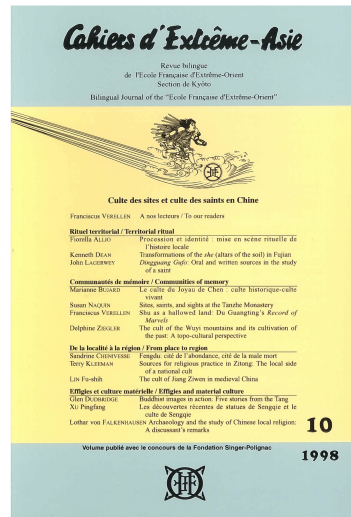 Cahiers d'Extrême-Asie
Revue bilingue
de l'Ecole Française d'Extrême-Orient
Section de Kyôto
Bilingual Journal of the "Ecole Française d'Extrême-Orient"
Culte des sites et culte des saints en Chine
Franciscus VERELLEN A nos lecteurs / To our readers
Rituel territorial / Territorial ritual
Fiorella ALLIO Procession et identité : mise en scène rituelle de
l'histoire locale
Kenneth DEAN Transformations of the she (altars of the soil) in Fujian
John LAGERWEY Dingguang Gufo: Oral and written sources in the study
of a saint
Communautés de mémoire / Communities of memory
Marianne BUJARD Le culte du Joyau de Chen : culte historique-culte
vivant
Susan NAQUIN Sites, saints, and sights at the Tanzhe Monastery
Franciscus VERELLEN Shu as a hallowed land: Du Guangting's Record of
Marvels
Delphine ZIEGLER The cult of the Wuyi mountains and its cultivation of
the past: A topo-cultural perspective
De la localité à la région / From place to region
Sandrine CHENIVESSE Fengdu: cité de l'abondance, cité de la male mort
Terry KLEEMAN Sources for religious practice in Zitong: The local side
of a national cult
LIN Fu-shih The cult of Jiang Ziwen in medieval China
Effigies et culture matérielle / Effigies and material culture
Glen DUDBRIDGE Buddhist images in action: Five stories from the Tang
XU Pingfang Les découvertes récentes de statues de Sengqie et le
culte de Sengqie
Lothar von FALKENHAUSEN Archaeology and the study of Chinese local religion:
A discussant's remarks
10
Volume publié avec le concours de la Fondation Singer-Polignac
1998